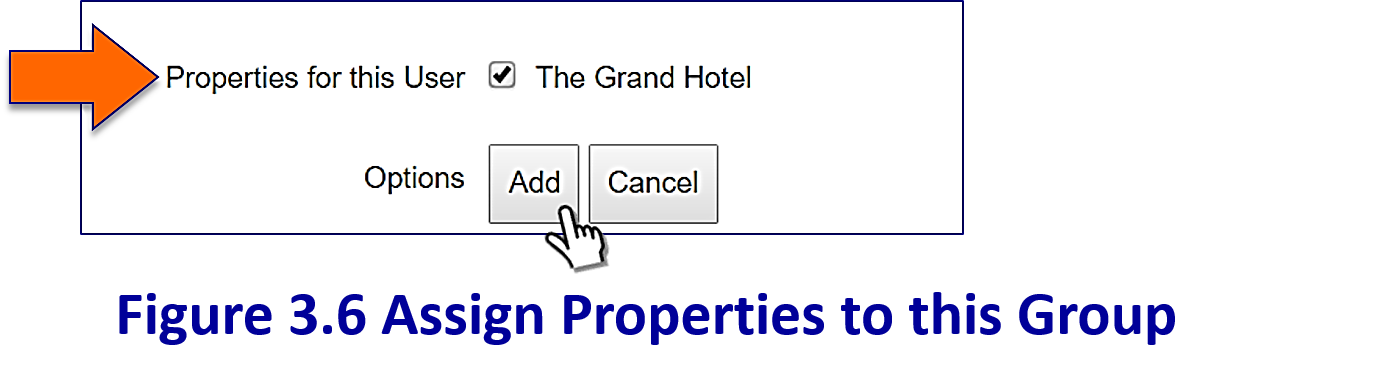 Properties for this User The Grand Hotel
Options Add Cancel
Figure 3.6 Assign Properties to this Group